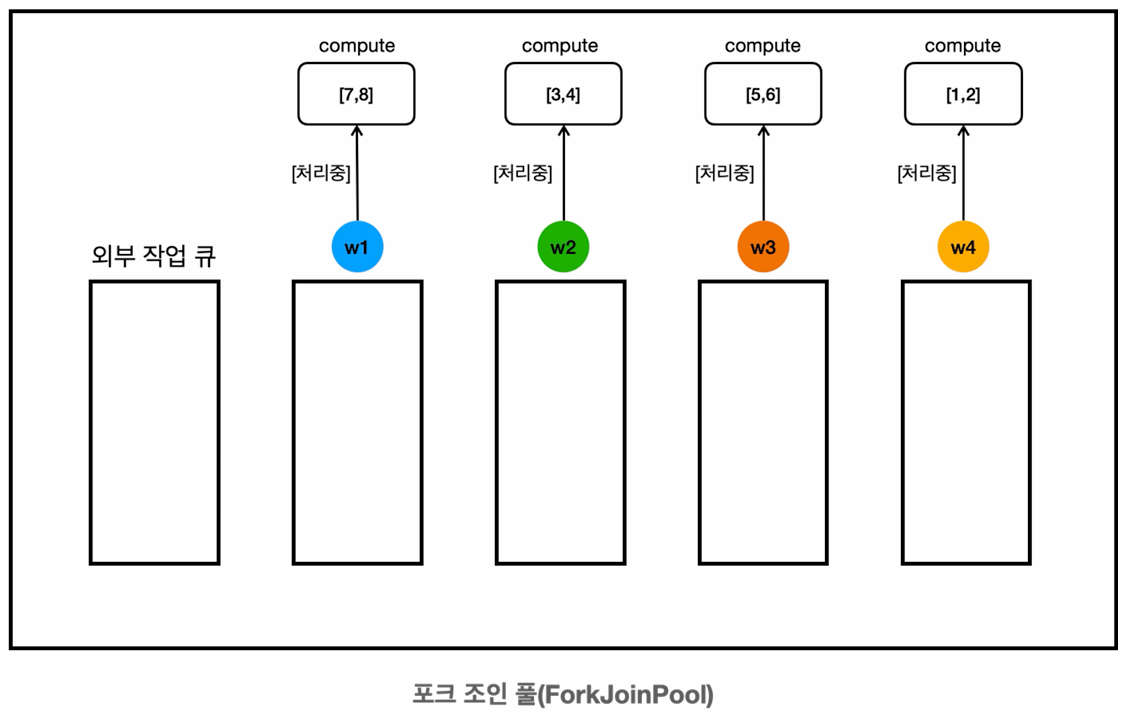 compute compute compute compute
[7,8] [3,4] [5,6] [1,2]
[처리중] [처리중] [처리중] [처리중]
외부 작업 큐 w1 w2 w3 w4
포크 조인 풀(ForkJoinPool)